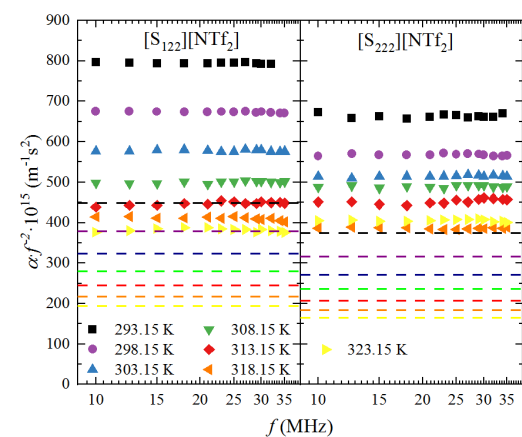 [S₁₂₂][NTf₂]
[S₂₂₂][NTf₂]
900
800
700
600
500
400
300
200
100
0
αf⁻²·10¹⁵ (m⁻¹s²)
293.15 K
308.15 K
298.15 K
313.15 K
323.15 K
303.15 K
318.15 K
10 15 20 25 30 35 10 15 20 25 30 35
f (MHz)